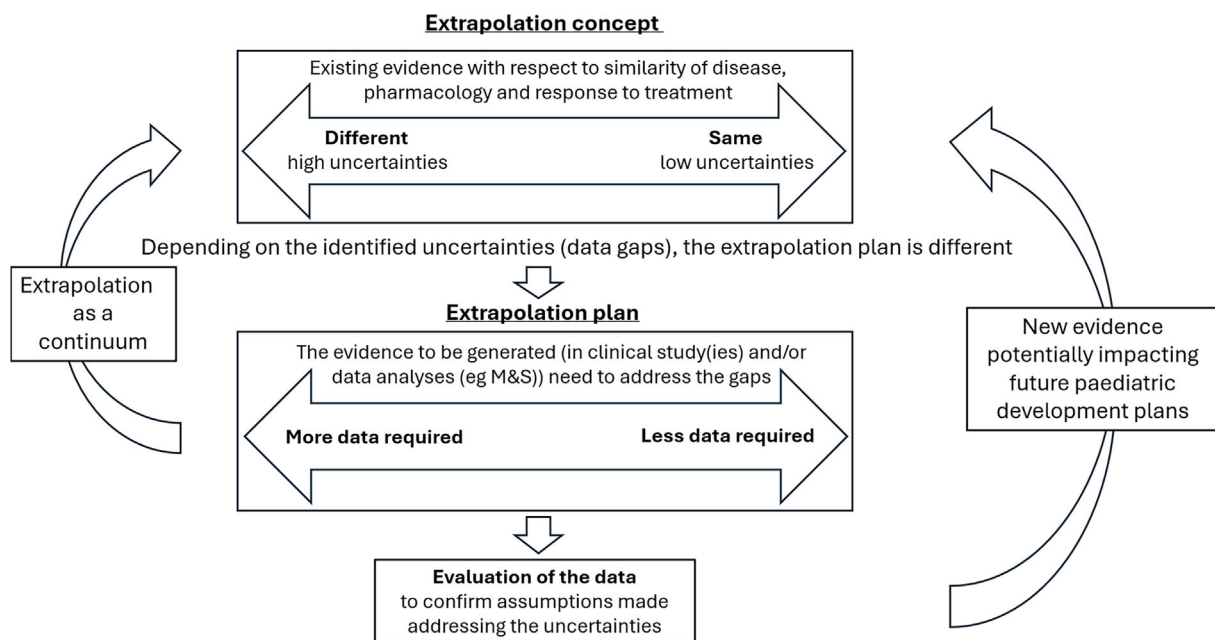 Extrapolation concept
Existing evidence with respect to similarity of disease,
pharmacology and response to treatment
Different
high uncertainties
Same
low uncertainties
Depending on the identified uncertainties (data gaps), the extrapolation plan is different
Extrapolation
as a
continuum
Extrapolation plan
The evidence to be generated (in clinical study(ies) and/or
data analyses (eg M&S)) need to address the gaps
More data required
Less data required
New evidence
potentially impacting
future paediatric
development plans
Evaluation of the data
to confirm assumptions made
addressing the uncertainties